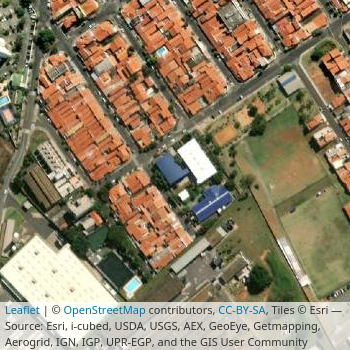 Leaflet | © OpenStreetMap contributors, CC-BY-SA, Tiles © Esri —
Source: Esri, i-cubed, USDA, USGS, AEX, GeoEye, Getmapping,
Aerogrid, IGN, IGP, UPR-EGP, and the GIS User Community